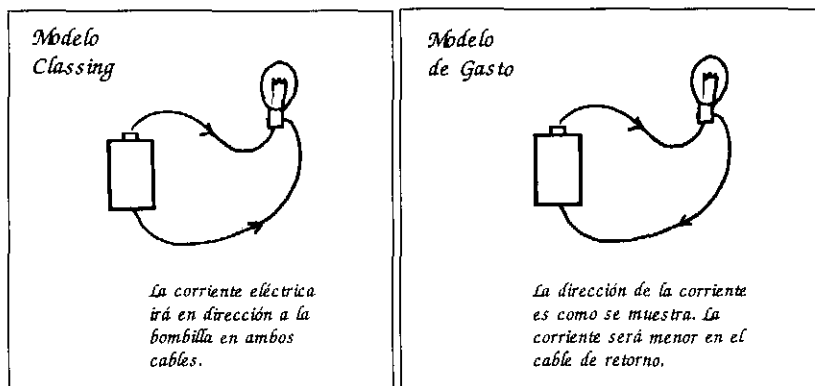 Modelo
Classing
La corriente eléctrica
irá en dirección a la
bombilla en ambos
cables.
Modelo
de Gasto
La dirección de la corriente
es como se muestra. La
corriente será menor en el
cable de retorno.